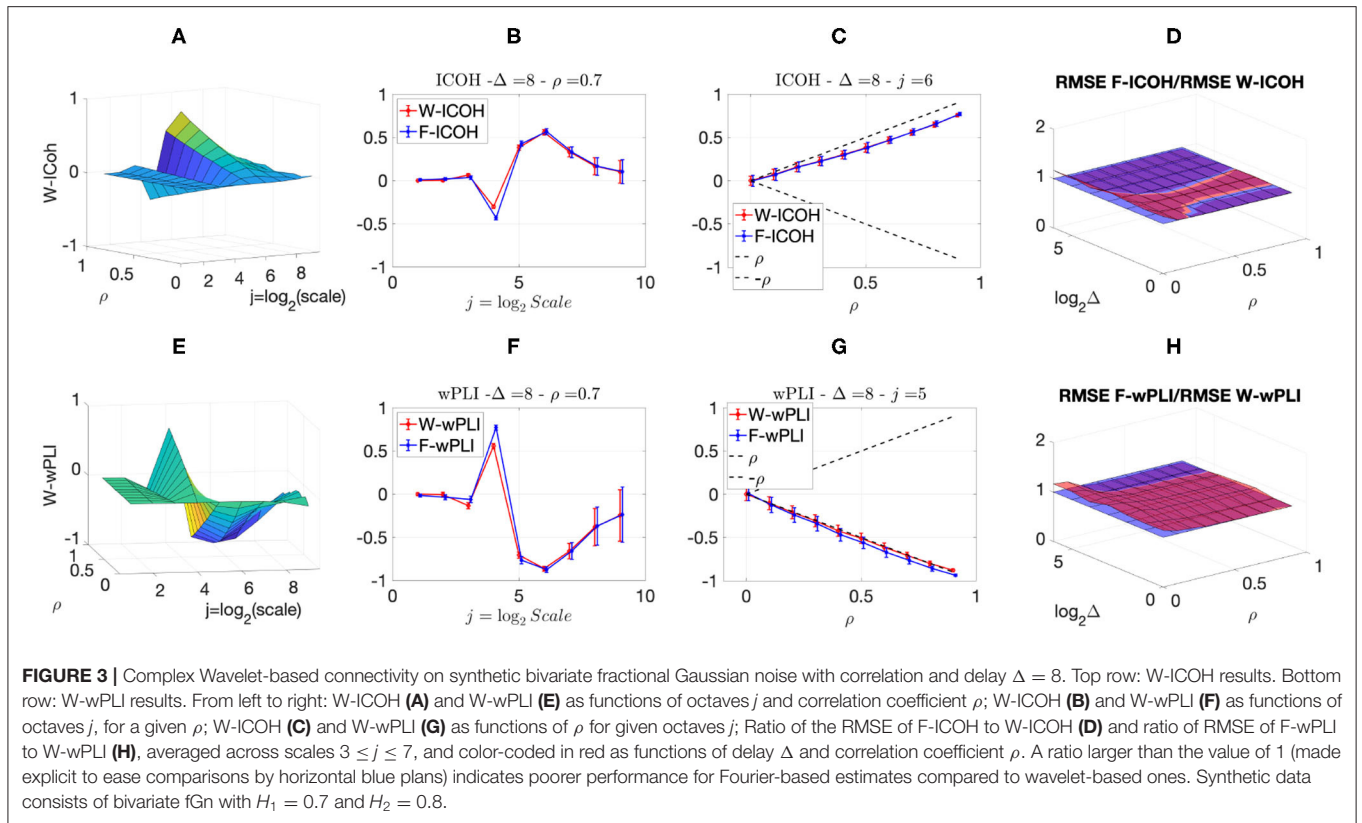 A
B
C
D
ICOH -Δ =8 - ρ =0.7
ICOH - Δ =8 - j =6
RMSE F-ICOH/RMSE W-ICOH
W-ICoh
1
0
-1
1
0.5
0
2
4
6
8
ρ
j=log2(scale)
W-ICOH
F-ICOH
1
0.5
0
-0.5
-1
0
5
10
j = log2 Scale
1
0.5
0
-0.5
-1
W-ICOH
F-ICOH
ρ
-ρ
0
0.5
1
ρ
2
1
0
5
0
0
0.5
1
log2Δ
ρ
E
F
G
H
wPLI -Δ =8 - ρ =0.7
wPLI - Δ =8 - j =5
RMSE F-wPLI/RMSE W-wPLI
W-wPLI
1
0
-1
1
0.5
0
2
4
6
8
ρ
j=log2(scale)
W-wPLI
F-wPLI
1
0.5
0
-0.5
-1
0
5
10
j = log2 Scale
W-wPLI
F-wPLI
ρ
-ρ
1
0.5
0
-0.5
-1
0
0.5
1
ρ
2
1
0
5
0
0
0.5
1
log2Δ
ρ
FIGURE 3 | Complex Wavelet-based connectivity on synthetic bivariate fractional Gaussian noise with correlation and delay Δ = 8. Top row: W-ICOH results. Bottom
row: W-wPLI results. From left to right: W-ICOH (A) and W-wPLI (E) as functions of octaves j and correlation coefficient ρ; W-ICOH (B) and W-wPLI (F) as functions of
octaves j, for a given ρ; W-ICOH (C) and W-wPLI (G) as functions of ρ for given octaves j; Ratio of the RMSE of F-ICOH to W-ICOH (D) and ratio of RMSE of F-wPLI
to W-wPLI (H), averaged across scales 3 ≤ j ≤ 7, and color-coded in red as functions of delay Δ and correlation coefficient ρ. A ratio larger than the value of 1 (made
explicit to ease comparisons by horizontal blue plans) indicates poorer performance for Fourier-based estimates compared to wavelet-based ones. Synthetic data
consists of bivariate fGn with H1 = 0.7 and H2 = 0.8.